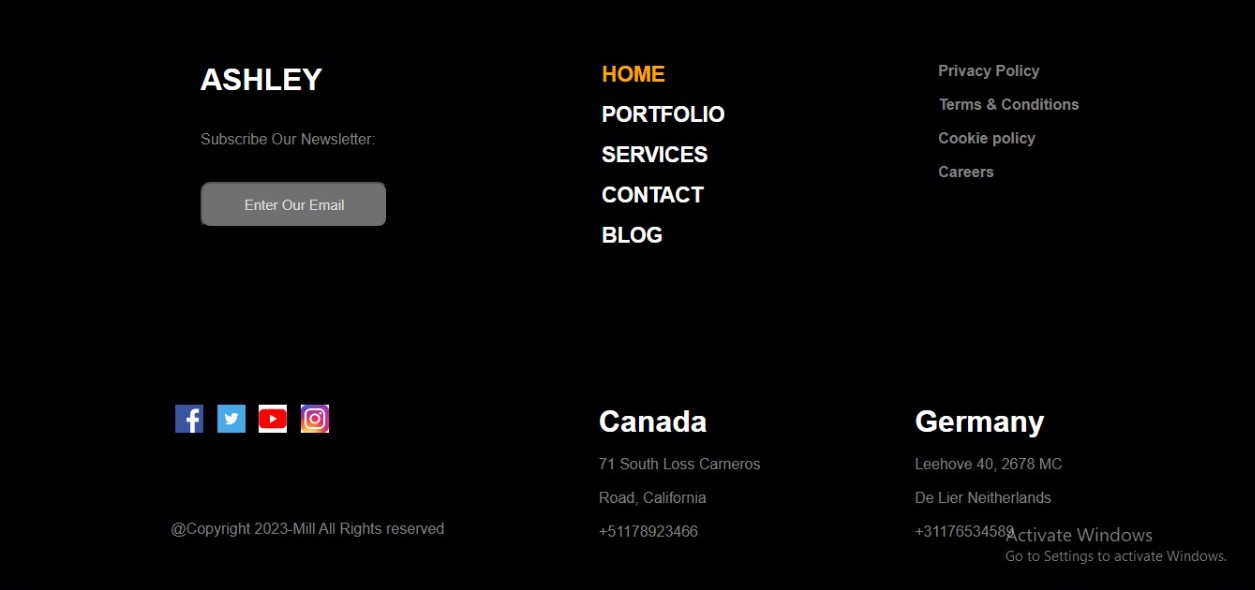 ASHLEY
Subscribe Our Newsletter:
Enter Our Email
HOME
PORTFOLIO
SERVICES
CONTACT
BLOG
Privacy Policy
Terms & Conditions
Cookie policy
Careers
@Copyright 2023-Mill All Rights reserved
Canada
71 South Loss Carneros
Road, California
+51178923466
Germany
Leehove 40, 2678 MC
De Lier Neitherlands
+31176534589
Activate Windows
Go to Settings to activate Windows.